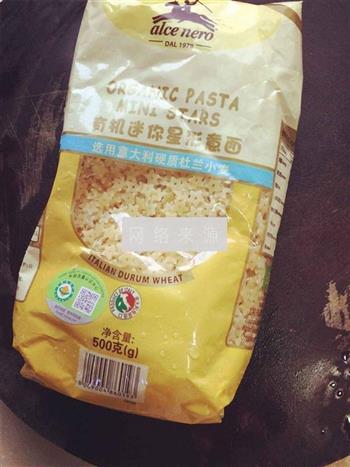 alce nero
DAL 1978
ORGANIC PASTA
MINI STARS
有机迷你星形意面
选用意大利硬质杜兰小麦
网络来源
ITALIAN DURUM WHEAT
净含量:
500克(g)